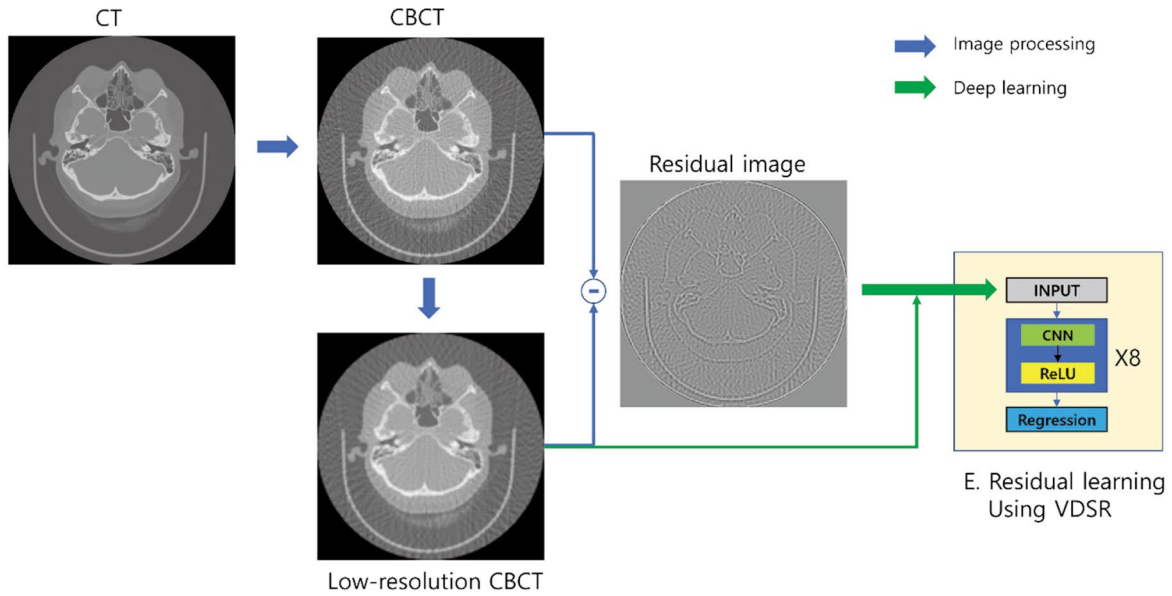 CT
CBCT
Image processing
Deep learning
Residual image
-
INPUT
CNN
ReLU
X8
Regression
E. Residual learning
Using VDSR
Low-resolution CBCT